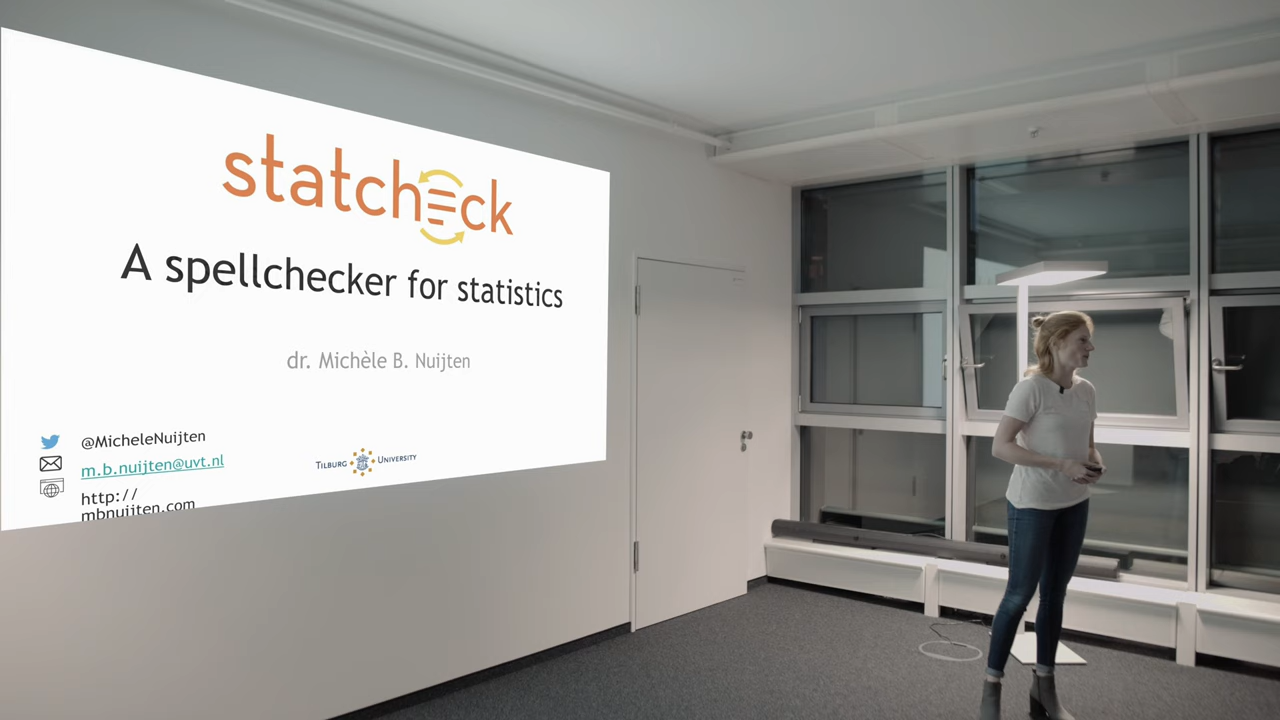 statcheck
A spellchecker for statistics
dr. Michèle B. Nuijten
@MicheleNuijten
m.b.nuijten@uvt.nl
http://
mbnuijten.com
TILBURG UNIVERSITY